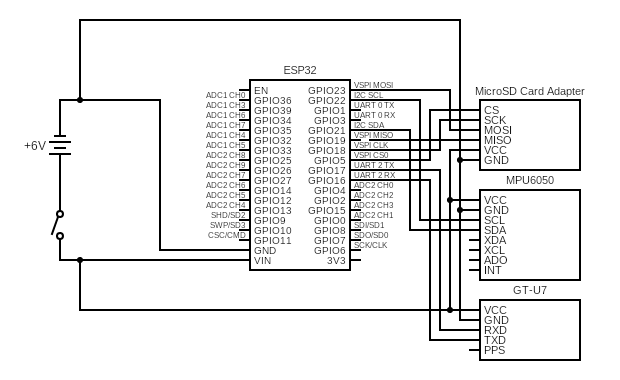 ESP32
+6V
ADC1 CH0
ADC1 CH3
ADC1 CH6
ADC1 CH7
ADC1 CH4
ADC1 CH5
ADC2 CH8
ADC2 CH9
ADC2 CH7
ADC2 CH6
ADC2 CH5
ADC2 CH4
SHD/SD2
SWP/SD3
CSC/CMD
EN
GPIO36
GPIO39
GPIO34
GPIO35
GPIO32
GPIO33
GPIO25
GPIO26
GPIO27
GPIO14
GPIO12
GPIO13
GPIO9
GPIO10
GPIO11
GND
VIN
GPIO23
GPIO22
GPIO1
GPIO3
GPIO21
GPIO19
GPIO18
GPIO5
GPIO17
GPIO16
GPIO4
GPIO2
GPIO15
GPIO0
GPIO8
GPIO7
GPIO6
3V3
VSPI MOSI
I2C SCL
UART 0 TX
UART 0 RX
I2C SDA
VSPI MISO
VSPI CLK
VSPI CS0
UART 2 TX
UART 2 RX
ADC2 CH0
ADC2 CH2
ADC2 CH3
ADC2 CH1
SDI/SD1
SDO/SD0
SCK/CLK
MicroSD Card Adapter
CS
SCK
MOSI
MISO
VCC
GND
MPU6050
VCC
GND
SCL
SDA
XDA
XCL
ADO
INT
GT-U7
VCC
GND
RXD
TXD
PPS